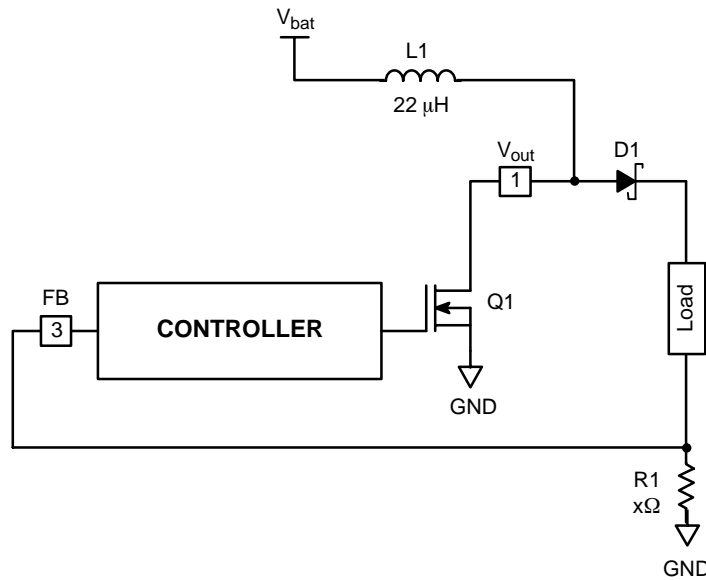 Vbat
L1
22 μH
Vout
1
D1
FB
3
CONTROLLER
Q1
Load
GND
R1
xΩ
GND